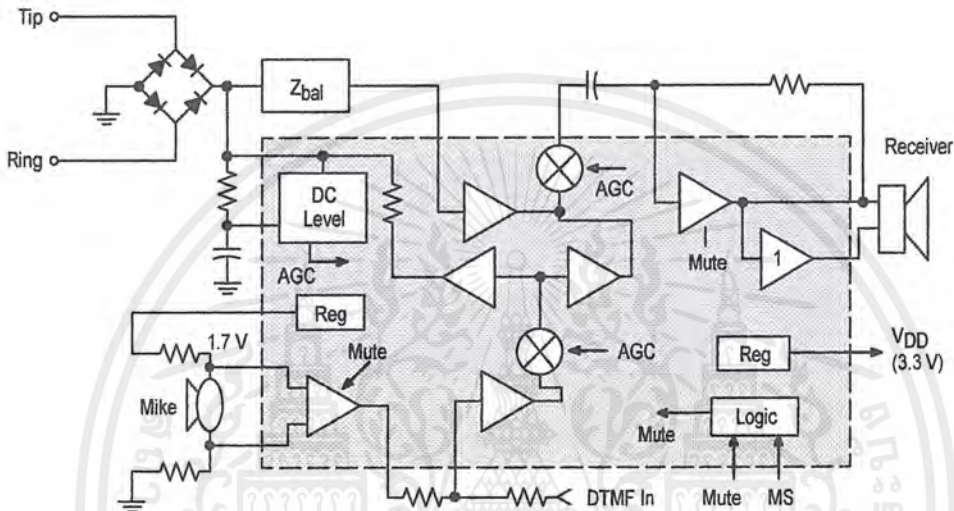 Tip
Ring
Zbal
DC
Level
AGC
AGC
Receiver
Mute
1
Reg
1.7 V
Mute
Mike
AGC
Reg
VDD
(3.3 V)
Logic
Mute
DTMF In
Mute
MS